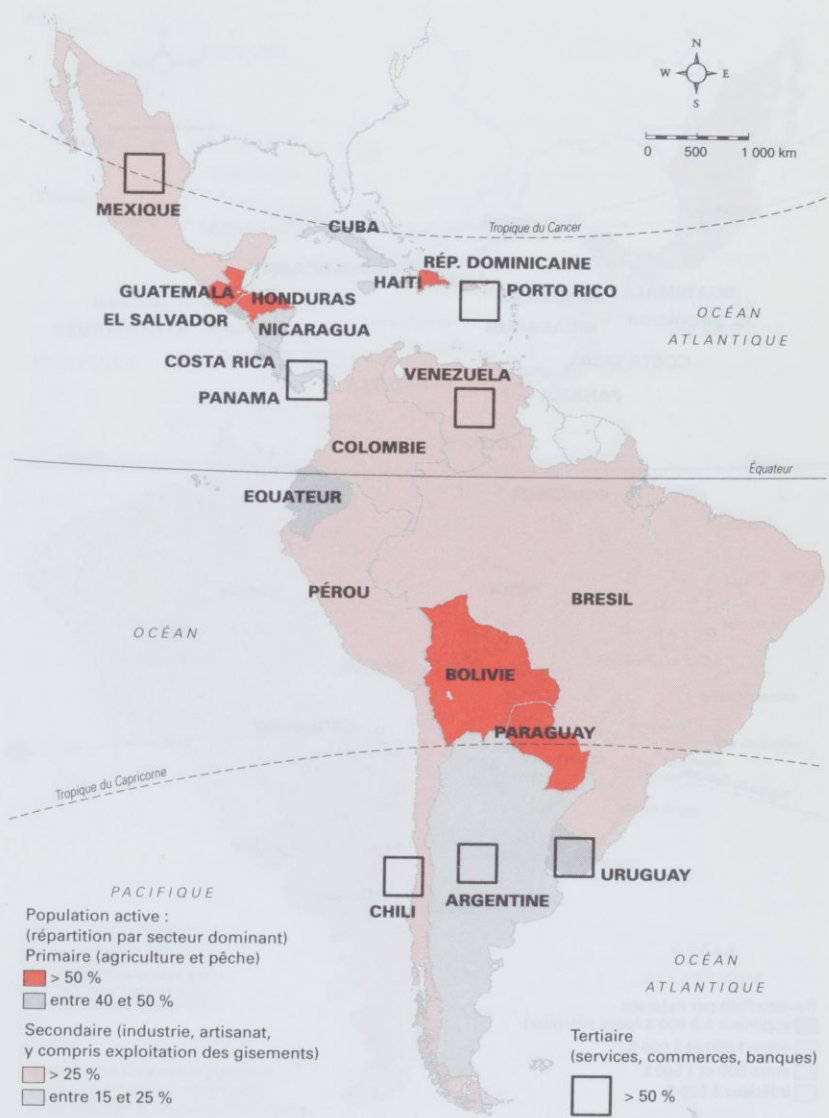 N
W E
S
0 500 1 000 km
MEXIQUE
CUBA
Tropique du Cancer
RÉP. DOMINICAINE
HAITI
PORTO RICO
GUATEMALA
HONDURAS
EL SALVADOR
NICARAGUA
OCÉAN
ATLANTIQUE
COSTA RICA
VENEZUELA
PANAMA
COLOMBIE
Équateur
EQUATEUR
PÉROU
BRESIL
OCÉAN
BOLIVIE
PARAGUAY
Tropique du Capricorne
URUGUAY
PACIFIQUE
CHILI
ARGENTINE
Population active :
(répartition par secteur dominant)
Primaire (agriculture et pêche)
> 50 %
entre 40 et 50 %
Secondaire (industrie, artisanat,
y compris exploitation des gisements)
> 25 %
entre 15 et 25 %
OCÉAN
ATLANTIQUE
Tertiaire
(services, commerces, banques)
> 50 %